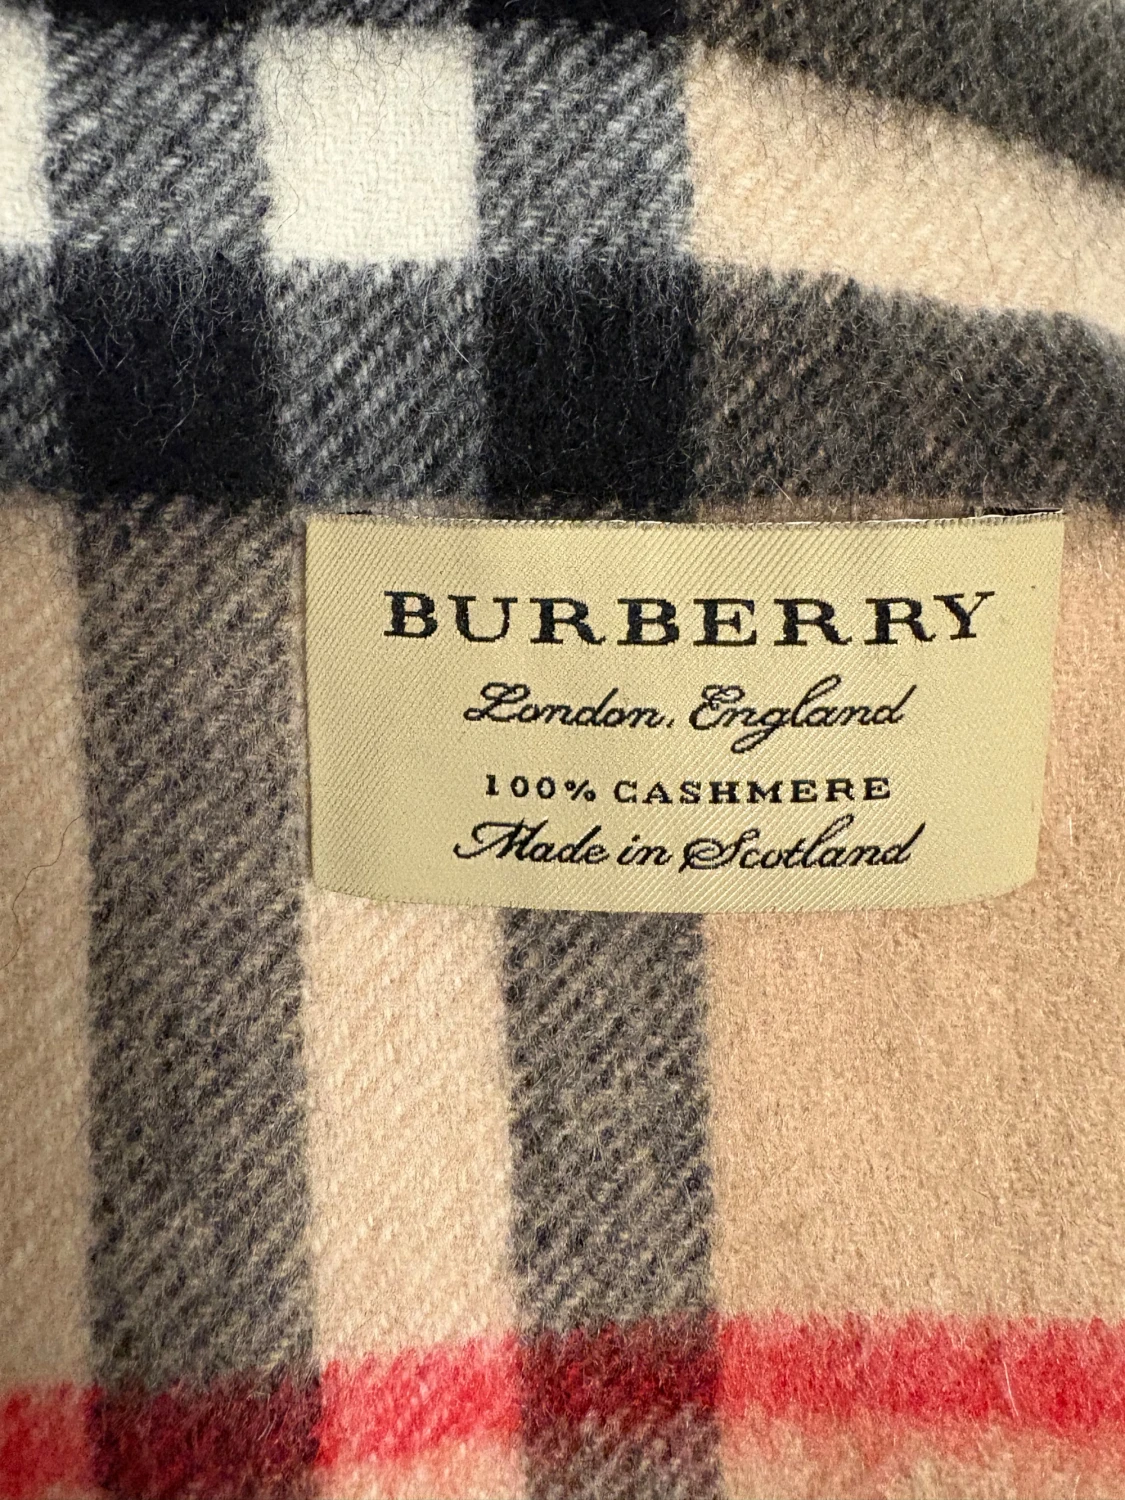 BURBERRY
London, England
100% CASHMERE
Made in Scotland